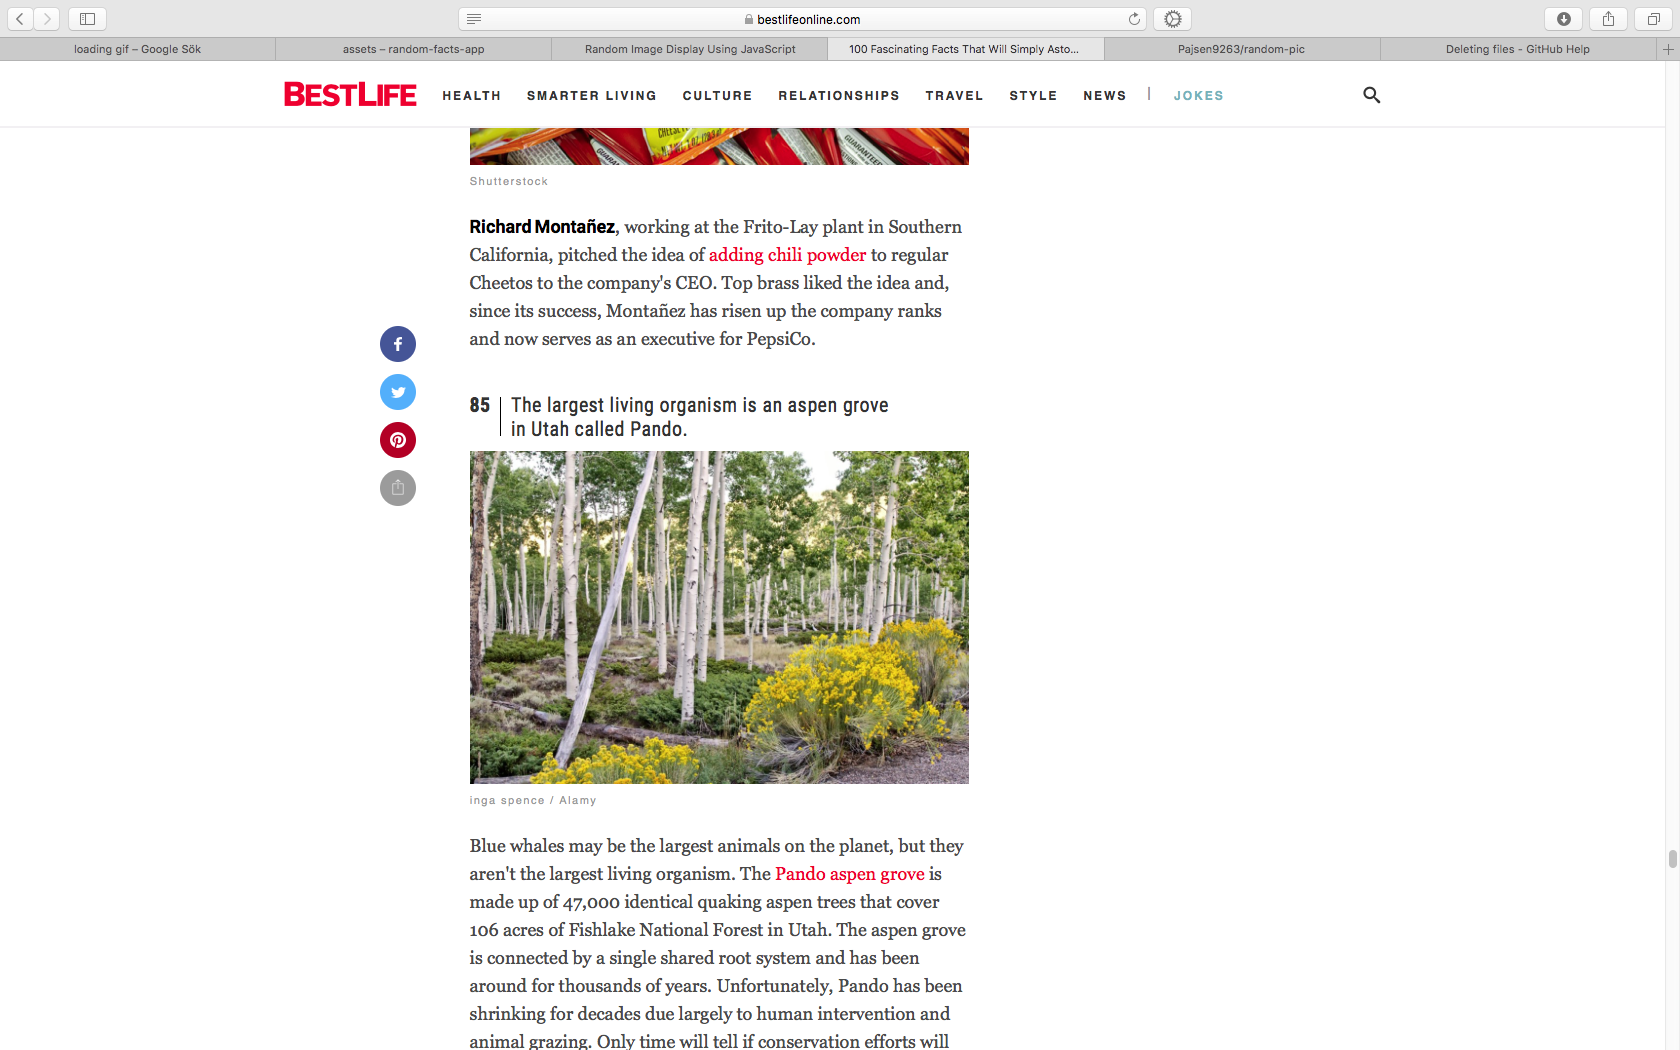 bestlifeonline.com
loading gif – Google Sök
assets – random-facts-app
Random Image Display Using JavaScript
100 Fascinating Facts That Will Simply Asto...
Pajsen9263/random-pic
Deleting files - GitHub Help
BESTLIFE
HEALTH
SMARTER LIVING
CULTURE
RELATIONSHIPS
TRAVEL
STYLE
NEWS
JOKES
GUARANTEED
Shutterstock
Richard Montañez, working at the Frito-Lay plant in Southern
California, pitched the idea of adding chili powder to regular
Cheetos to the company's CEO. Top brass liked the idea and,
since its success, Montañez has risen up the company ranks
and now serves as an executive for PepsiCo.
85 The largest living organism is an aspen grove
in Utah called Pando.
inga spence / Alamy
Blue whales may be the largest animals on the planet, but they
aren't the largest living organism. The Pando aspen grove is
made up of 47,000 identical quaking aspen trees that cover
106 acres of Fishlake National Forest in Utah. The aspen grove
is connected by a single shared root system and has been
around for thousands of years. Unfortunately, Pando has been
shrinking for decades due largely to human intervention and
animal grazing. Only time will tell if conservation efforts will